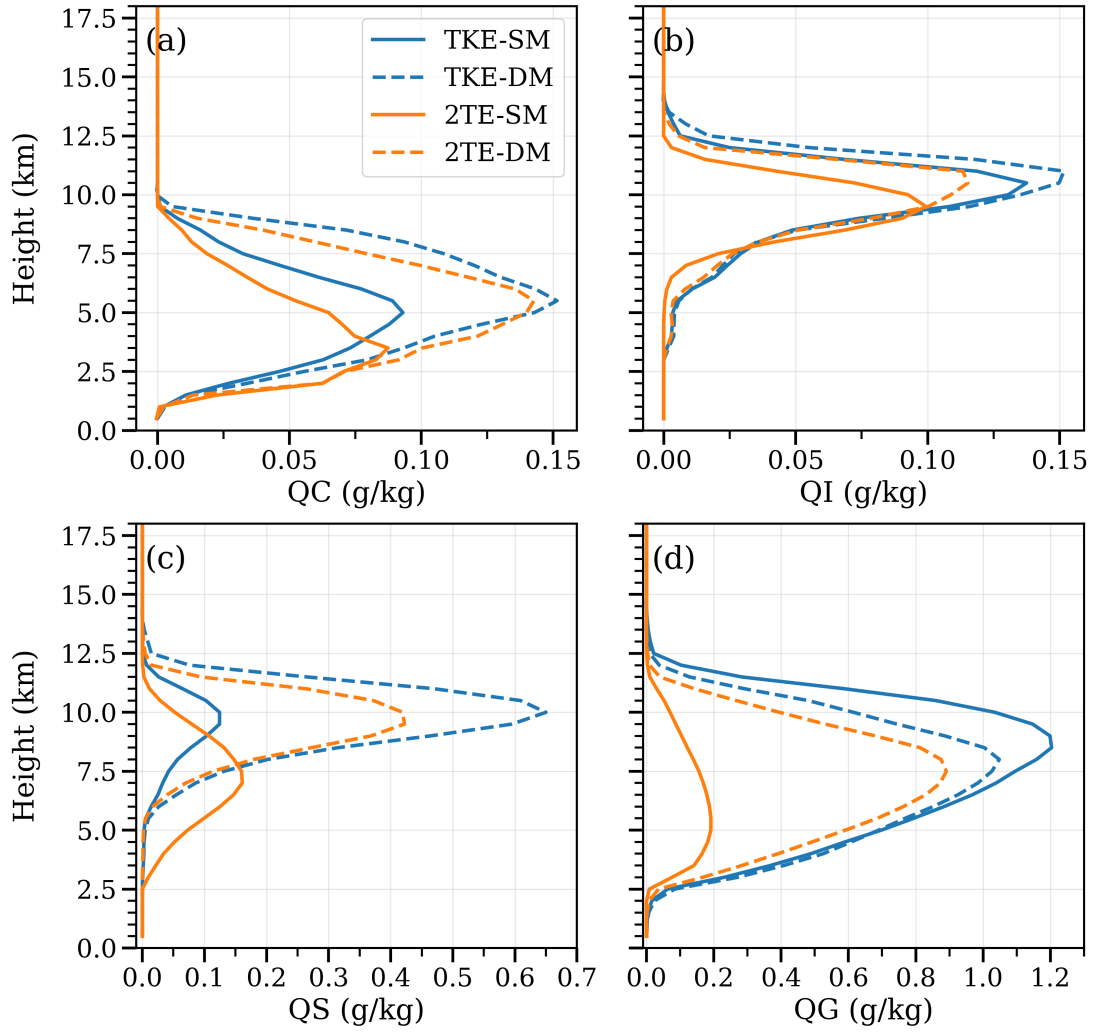 (a)
TKE-SM
TKE-DM
2TE-SM
2TE-DM
17.5
15.0
12.5
10.0
7.5
5.0
2.5
0.0
Height (km)
0.00 0.05 0.10 0.15
QC (g/kg)
(b)
0.00 0.05 0.10 0.15
QI (g/kg)
(c)
17.5
15.0
12.5
10.0
7.5
5.0
2.5
0.0
Height (km)
0.0 0.1 0.2 0.3 0.4 0.5 0.6 0.7
QS (g/kg)
(d)
0.0 0.2 0.4 0.6 0.8 1.0 1.2
QG (g/kg)